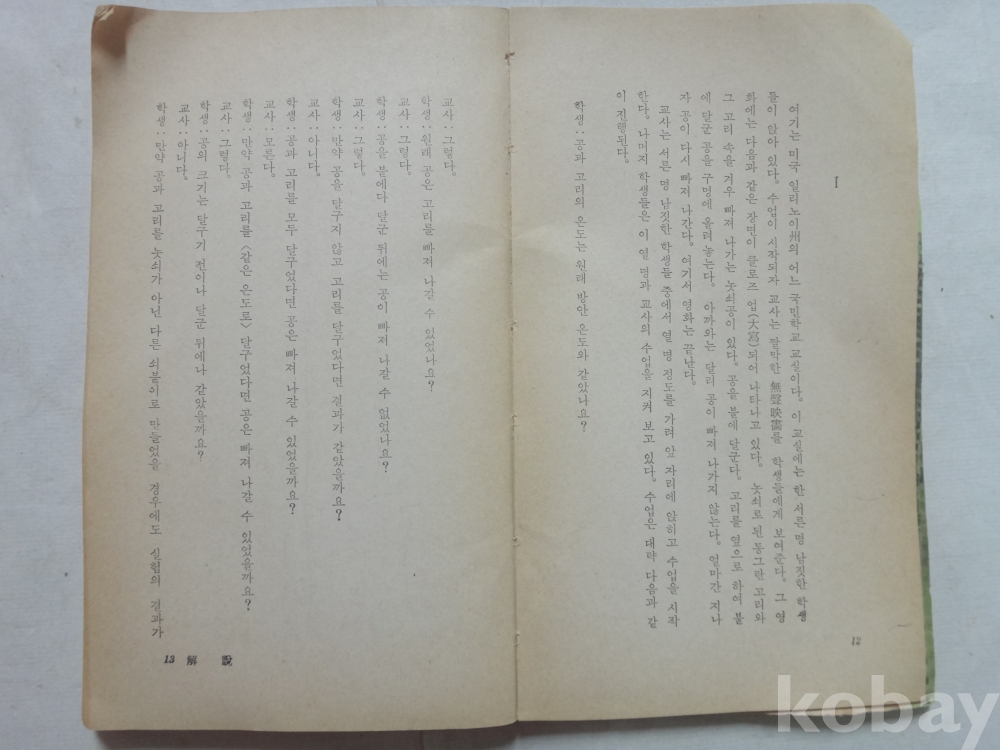 I
여기는 미국 일리노이州의 어느 국민학교 교실이다. 이 교실에는 한 서른 명 남짓한 학생
들이 앉아 있다. 수업이 시작되자 교사는 짤막한 無聲映畵를 학생들에게 보여준다. 그 영
화에는 다음과 같은 장면이 클로즈 업(大寫)되어 나타나고 있다. 놋쇠로 된 둥그란 고리와
그 고리 속을 겨우 빠져 나가는 놋쇠공이 있다. 공을 불에 달군다. 고리를 옆으로 하여 불
에 달군 공을 구멍에 올려놓는다. 아까와는 달리 공이 빠져 나가지 않는다. 얼마간 지나
자 공이 다시 빠져 나간다. 여기서 영화는 끝난다.
교사는 서른 명 남짓한 학생들 중에서 열 명 정도를 가려 앞 자리에 앉히고 수업을 시작
한다. 나머지 학생들은 이 열 명과 교사의 수업을 지켜 보고 있다. 수업은 대략 다음과 같
이 진행된다.
학생:공과 고리의 온도는 원래 방안 온도와 같았나요?
12
교사:그렇다.
학생:원래 공은 고리를 빠져 나갈 수 있었나요?
교사:그렇다.
학생:공을 불에다 달군 뒤에는 공이 빠져 나갈 수 없었나요?
교사:그렇다.
학생:만약 공을 달구지 않고 고리를 달구었다면 결과가 같았을까요?
교사:아니다.
학생:공과 고리를 모두 달구었다면 공은 빠져 나갈 수 있었을까요?
교사:모른다.
학생:만약 공과 고리를 〈같은 온도로〉 달구었다면 공은 빠져 나갈 수 있었을까요?
교사:그렇다.
학생:공의 크기는 달구기 전이나 달군 뒤에나 같았을까요?
교사:아니다.
학생:만약 공과 고리를 놋쇠가 아닌 다른 쇠붙이로 만들었을 경우에도 실험의 결과가
13 解 說
kobay